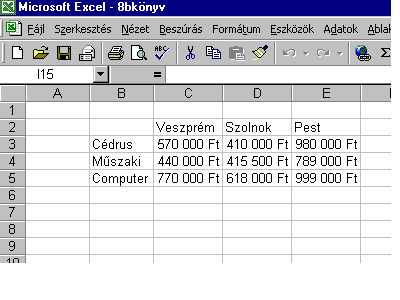 Microsoft Excel - 8bkönyv
Fájl Szerkesztés Nézet Beszúrás Formátum Eszközök Adatok Ablak
I15 =
A B C D E
1
2 Veszprém Szolnok Pest
3 Cédrus 570 000 Ft 410 000 Ft 980 000 Ft
4 Műszaki 440 000 Ft 415 500 Ft 789 000 Ft
5 Computer 770 000 Ft 618 000 Ft 999 000 Ft
6
7
8
9
10